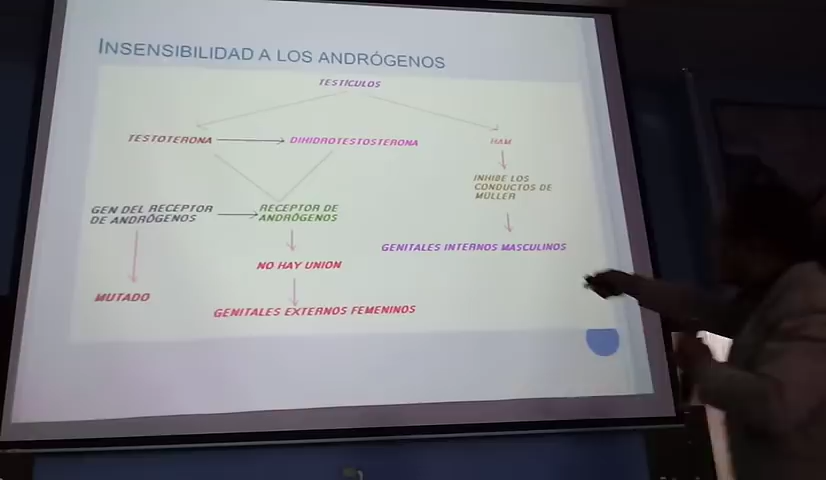 INSENSIBILIDAD A LOS ANDRÓGENOS
TESTÍCULOS
TESTOTERONA
DIHIDROTESTOSTERONA
HAM
INHIBE LOS
CONDUCTOS DE
MULLER
GEN DEL RECEPTOR
DE ANDRÓGENOS
RECEPTOR DE
ANDRÓGENOS
GENITALES INTERNOS MASCULINOS
NO HAY UNION
MUTADO
GENITALES EXTERNOS FEMENINOS